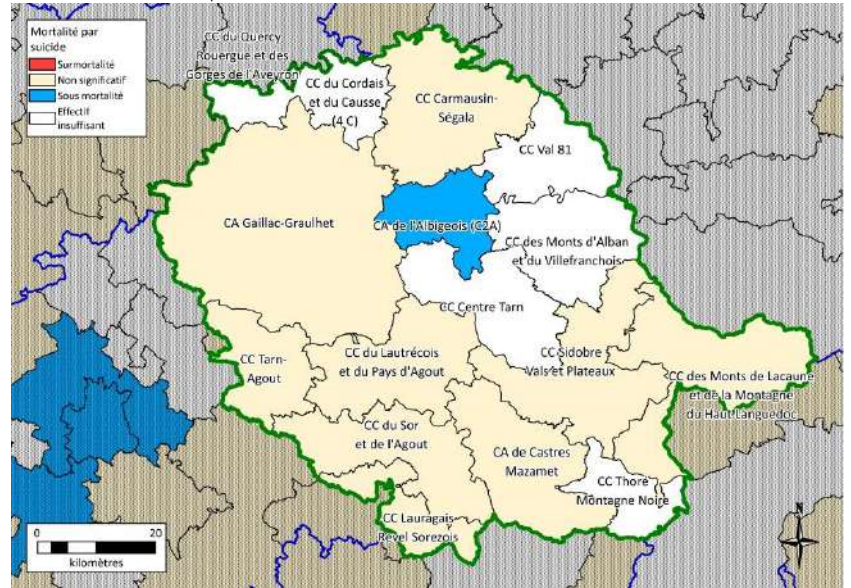 Mortalité par
suicide
Surmortalité
Non significatif
Sous mortalité
Effectif
insuffisant
CC du Quercy
Rouergue et des
Gorges de l'Aveyron
CC du Cordais
et du Causse
(4 C)
CC Carmausin-
Ségala
CC Val 81
CA Gaillac-Graulhet
CA de l'Albigeois (C2A)
CC des Monts d'Alban
et du Villefranchois
CC Centre Tarn
CC Tarn-
Agout
CC du Lautrécois
et du Pays d'Agout
CC Sidobre
Vals et Plateaux
CC des Monts de Lacaune
et de la Montagne
du Haut Languedoc
CC du Sor
et de l'Agout
CA de Castres
Mazamet
CC Thoré
Montagne Noire
CC Lauragais
Revel Sorezois
0 20
kilomètres
N